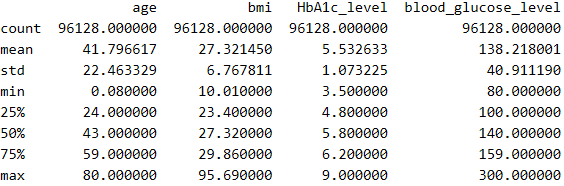 age bmi HbA1c_level blood_glucose_level
count 96128.000000 96128.000000 96128.000000 96128.000000
mean 41.796617 27.321450 5.532633 138.218001
std 22.463329 6.767811 1.073225 40.911190
min 0.080000 10.010000 3.500000 80.000000
25% 24.000000 23.400000 4.800000 100.000000
50% 43.000000 27.320000 5.800000 140.000000
75% 59.000000 29.860000 6.200000 159.000000
max 80.000000 95.690000 9.000000 300.000000